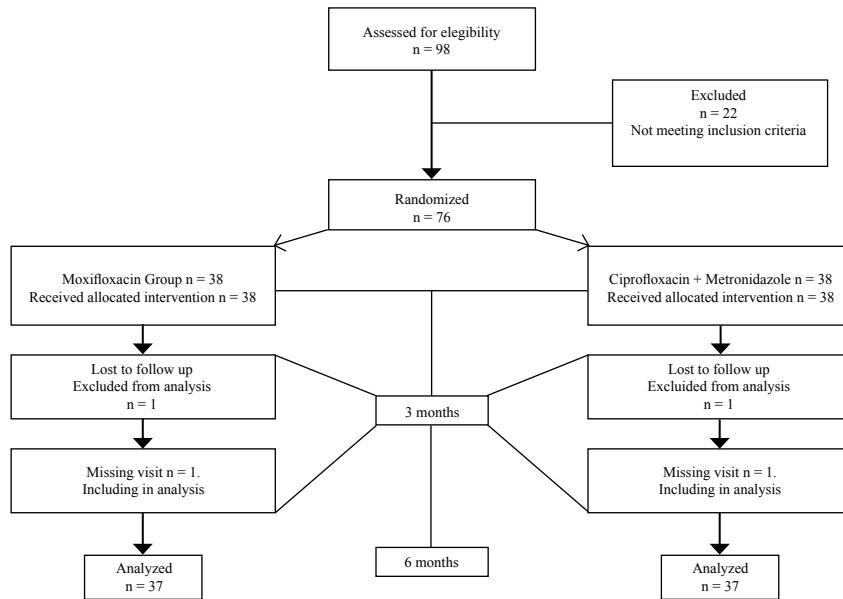 Assessed for elegibility
n = 98
Excluded
n = 22
Not meeting inclusion criteria
Randomized
n = 76
Moxifloxacin Group n = 38
Received allocated intervention n = 38
Ciprofloxacin + Metronidazole n = 38
Received allocated intervention n = 38
Lost to follow up
Excluded from analysis
n = 1
Lost to follow up
Excluided from analysis
n = 1
3 months
Missing visit n = 1.
Including in analysis
Missing visit n = 1.
Including in analysis
Analyzed
n = 37
6 months
Analyzed
n = 37